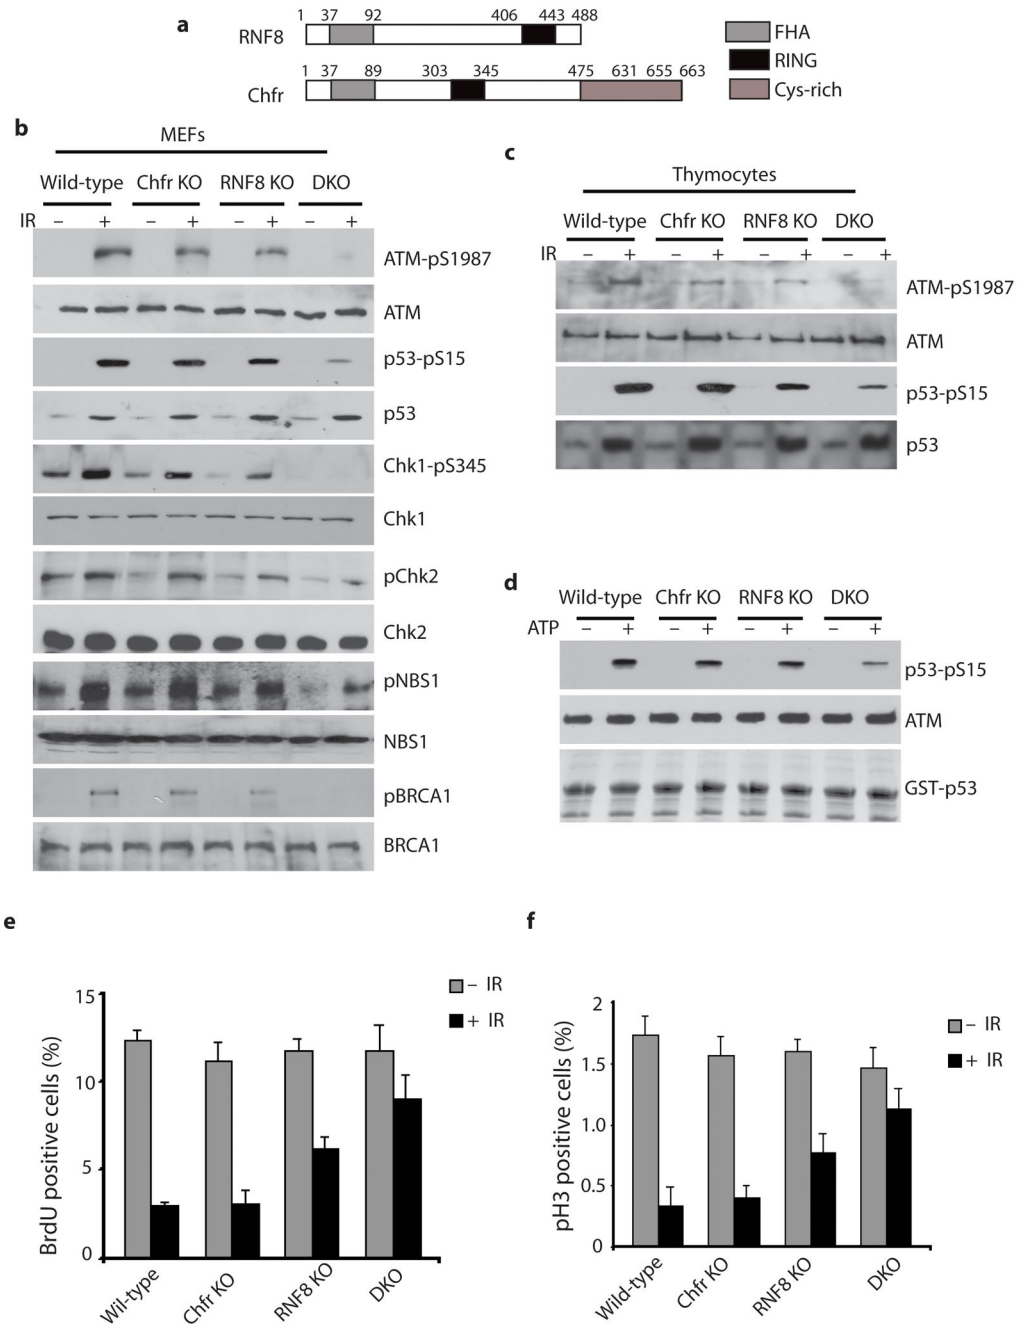 a
1 37 92 406 443 488
RNF8
FHA
RING
Cys-rich
1 37 89 303 345 475 631 655 663
Chfr
b
MEFs
Wild-type Chfr KO RNF8 KO DKO
IR – + – + – + – +
ATM-pS1987
ATM
p53-pS15
p53
Chk1-pS345
Chk1
pChk2
Chk2
pNBS1
NBS1
pBRCA1
BRCA1
c
Thymocytes
Wild-type Chfr KO RNF8 KO DKO
IR – + – + – + – +
ATM-pS1987
ATM
p53-pS15
p53
d
Wild-type Chfr KO RNF8 KO DKO
ATP – + – + – + – +
p53-pS15
ATM
GST-p53
e
– IR
+ IR
BrdU positive cells (%)
15
10
5
0
Wil-type Chfr KO RNF8 KO DKO
f
– IR
+ IR
pH3 positive cells (%)
2
1.5
1.0
0.5
0
Wild-type Chfr KO RNF8 KO DKO